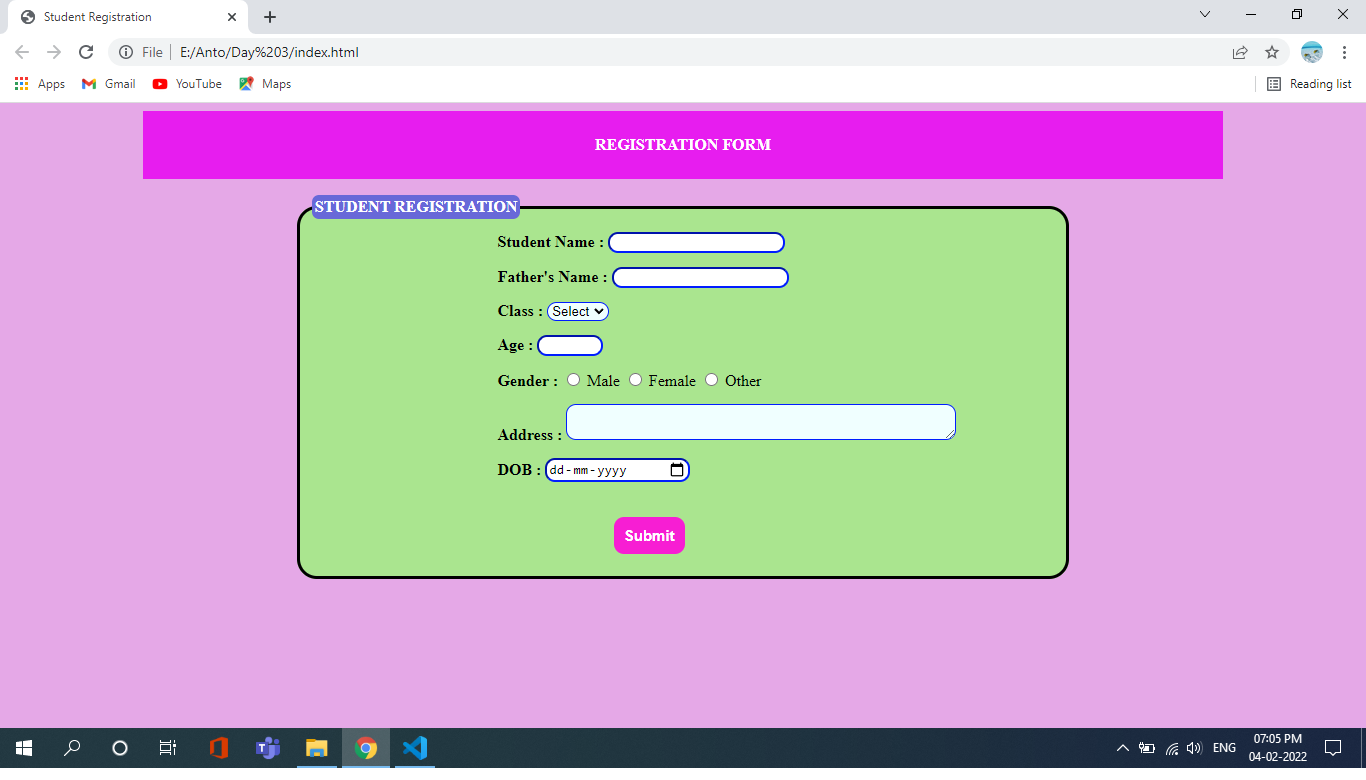 Student Registration
File
E:/Anto/Day%203/index.html
Apps Gmail YouTube Maps Reading list
REGISTRATION FORM
STUDENT REGISTRATION
Student Name :
Father's Name :
Class : Select
Age :
Gender : Male Female Other
Address :
DOB : dd-mm-yyyy
Submit
ENG
07:05 PM
04-02-2022